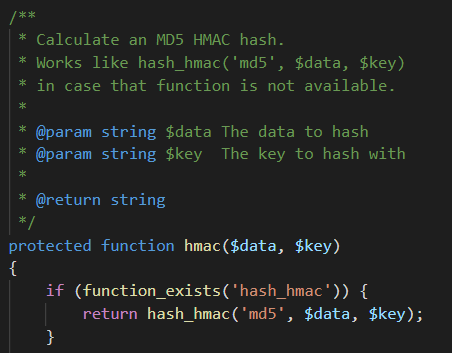 /**
 * Calculate an MD5 HMAC hash.
 * Works like hash_hmac('md5', $data, $key)
 * in case that function is not available.
 *
 * @param string $data The data to hash
 * @param string $key  The key to hash with
 *
 * @return string
 */
protected function hmac($data, $key)
{
    if (function_exists('hash_hmac')) {
        return hash_hmac('md5', $data, $key);
    }